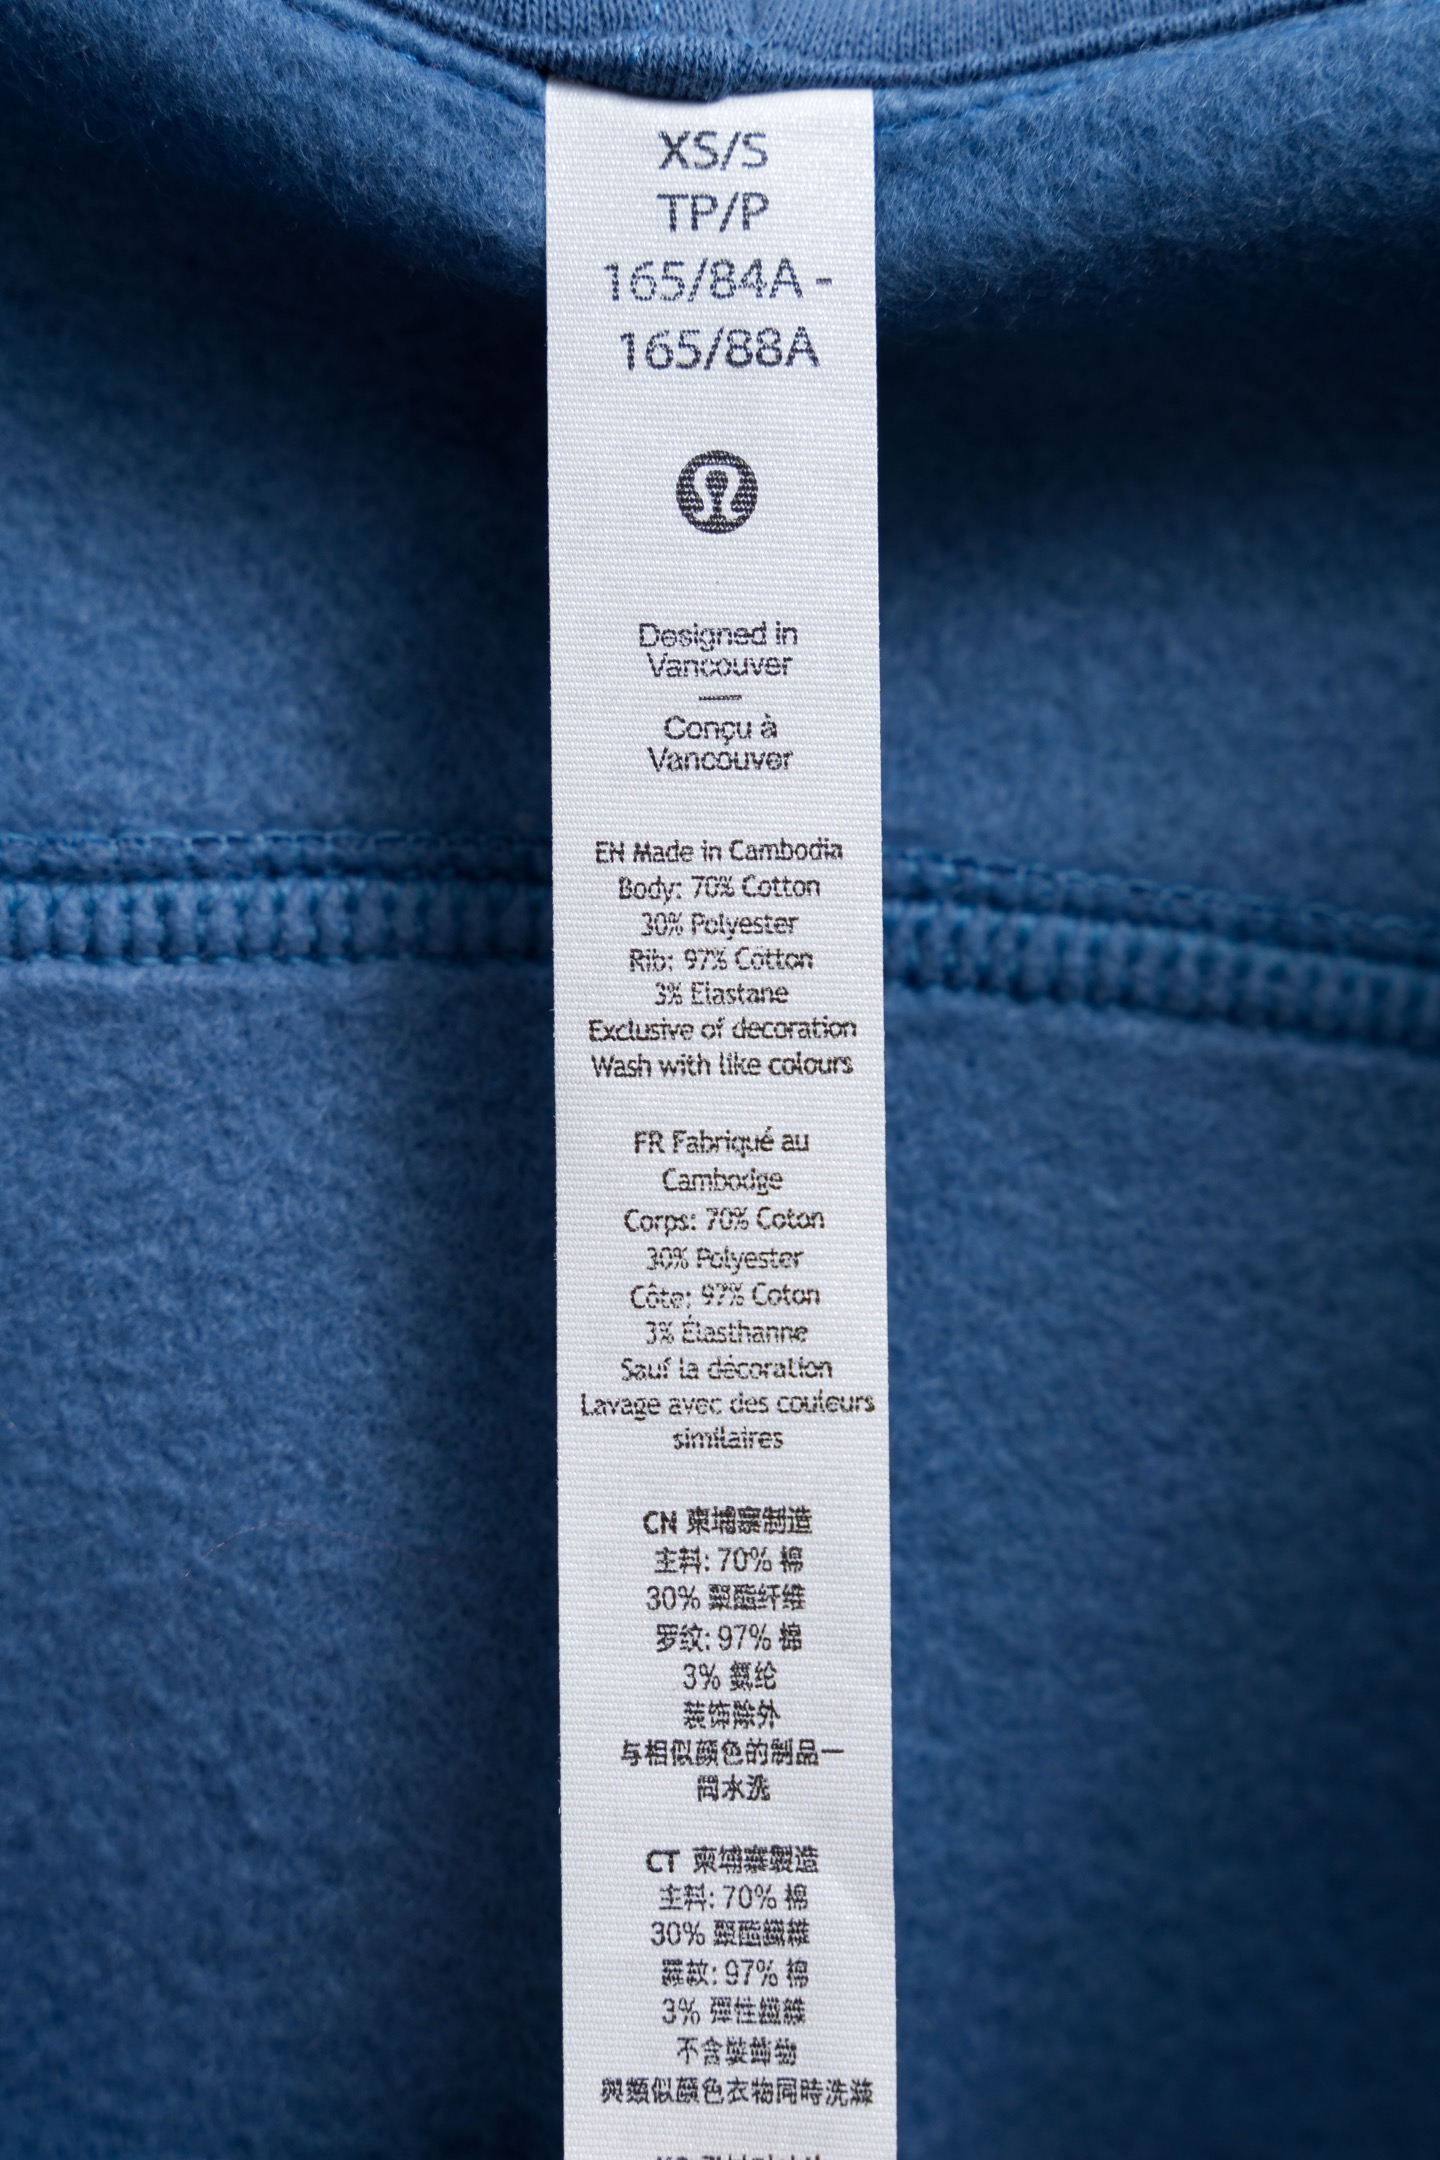 XS/S
TP/P
165/84A -
165/88A
Designed in
Vancouver
Conçu à
Vancouver
EN Made in Cambodia
Body: 70% Cotton
30% Polyester
Rib: 97% Cotton
3% Elastane
Exclusive of decoration
Wash with like colours
FR Fabriqué au
Cambodge
Corps: 70% Coton
30% Polyester
Côte: 97% Coton
3% Élasthanne
Sauf la décoration
Lavage avec des couleurs
similaires
CN 柬埔寨制造
主料: 70% 棉
30% 聚酯纤维
罗纹: 97% 棉
3% 氨纶
装饰除外
与相似颜色的制品一
同水洗
CT 柬埔寨製造
主料: 70% 棉
30% 聚酯纖維
羅紋: 97% 棉
3% 彈性纖維
不含裝飾物
與類似顏色衣物同時洗滌